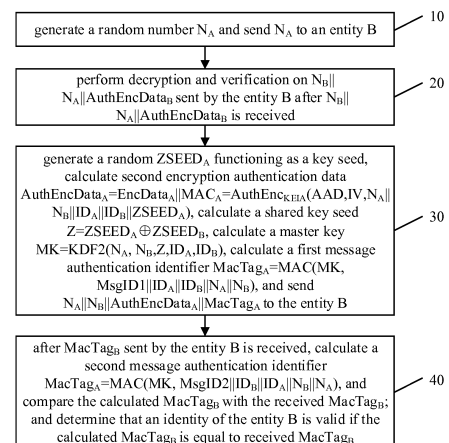 generate a random number N_A and send N_A to an entity B
10
perform decryption and verification on N_B||
N_A||AuthEncData_B sent by the entity B after N_B||
N_A||AuthEncData_B is received
20
generate a random ZSEED_A functioning as a key seed,
calculate second encryption authentication data
AuthEncData_A=EncData_A||MAC_A=AuthEnc_KEIA(AAD,IV,N_A||
N_B||ID_A||ID_B||ZSEED_A), calculate a shared key seed
Z=ZSEED_A⊕ZSEED_B, calculate a master key
MK=KDF2(N_A, N_B,Z,ID_A,ID_B), calculate a first message
authentication identifier MacTag_A=MAC(MK,
MsgID1||ID_A||ID_B||N_A||N_B), and send
N_A||N_B||AuthEncData_A||MacTag_A to the entity B
30
after MacTag_B sent by the entity B is received, calculate a
second message authentication identifier
MacTag_A=MAC(MK, MsgID2||ID_B||ID_A||N_B||N_A), and
compare the calculated MacTag_B with the received MacTag_B;
and determine that an identity of the entity B is valid if the
calculated MacTag_B is equal to received MacTag_B
40